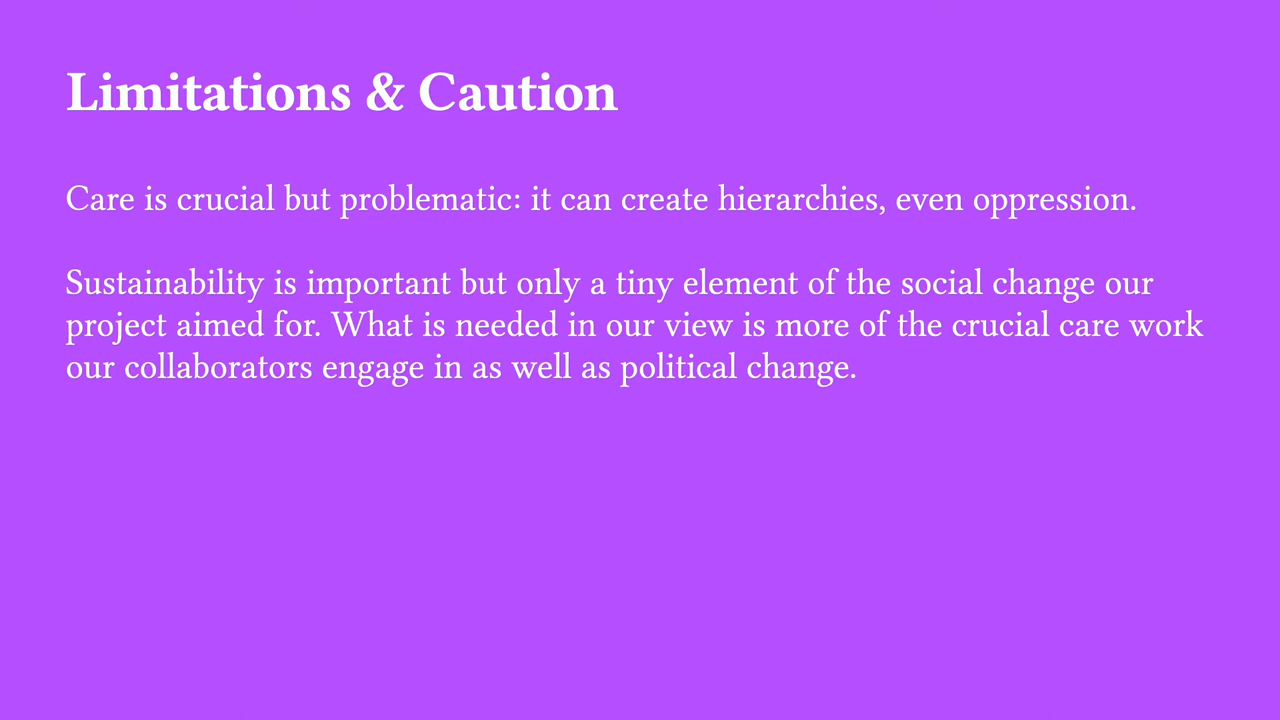 Limitations & Caution
Care is crucial but problematic: it can create hierarchies, even oppression.
Sustainability is important but only a tiny element of the social change our
project aimed for. What is needed in our view is more of the crucial care work
our collaborators engage in as well as political change.